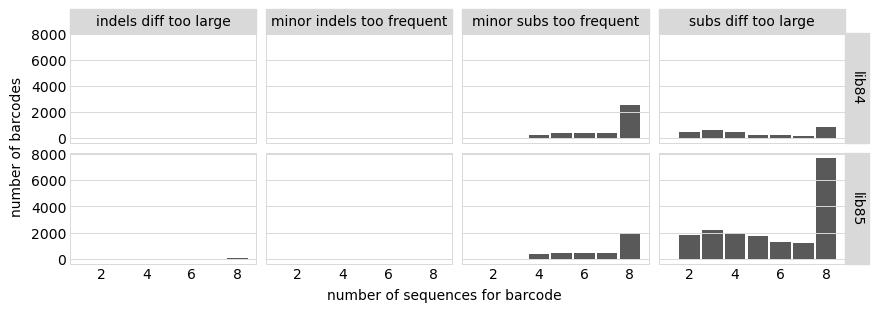 indels diff too large minor indels too frequent minor subs too frequent subs diff too large
number of barcodes
8000
6000
4000
2000
0
lib84
8000
6000
4000
2000
0
lib85
2 4 6 8 2 4 6 8 2 4 6 8 2 4 6 8
number of sequences for barcode